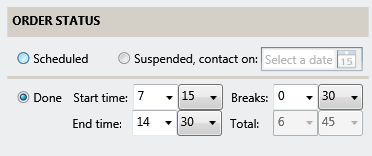 ORDER STATUS
Scheduled Suspended, contact on: Select a date 15
Done Start time: 7 15 Breaks: 0 30
End time: 14 30 Total: 6 45